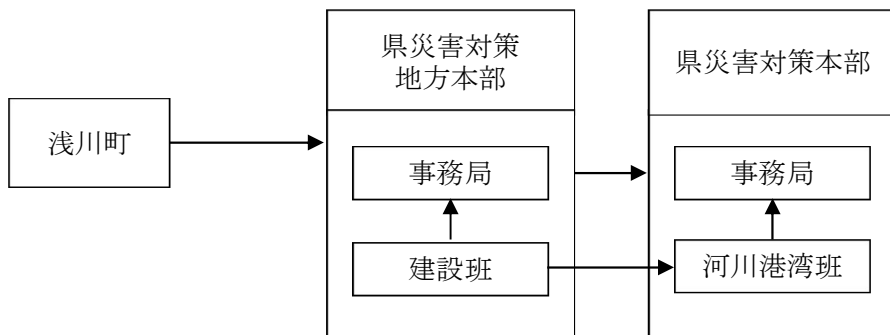 浅川町
県災害対策
地方本部
事務局
建設班
県災害対策本部
事務局
河川港湾班